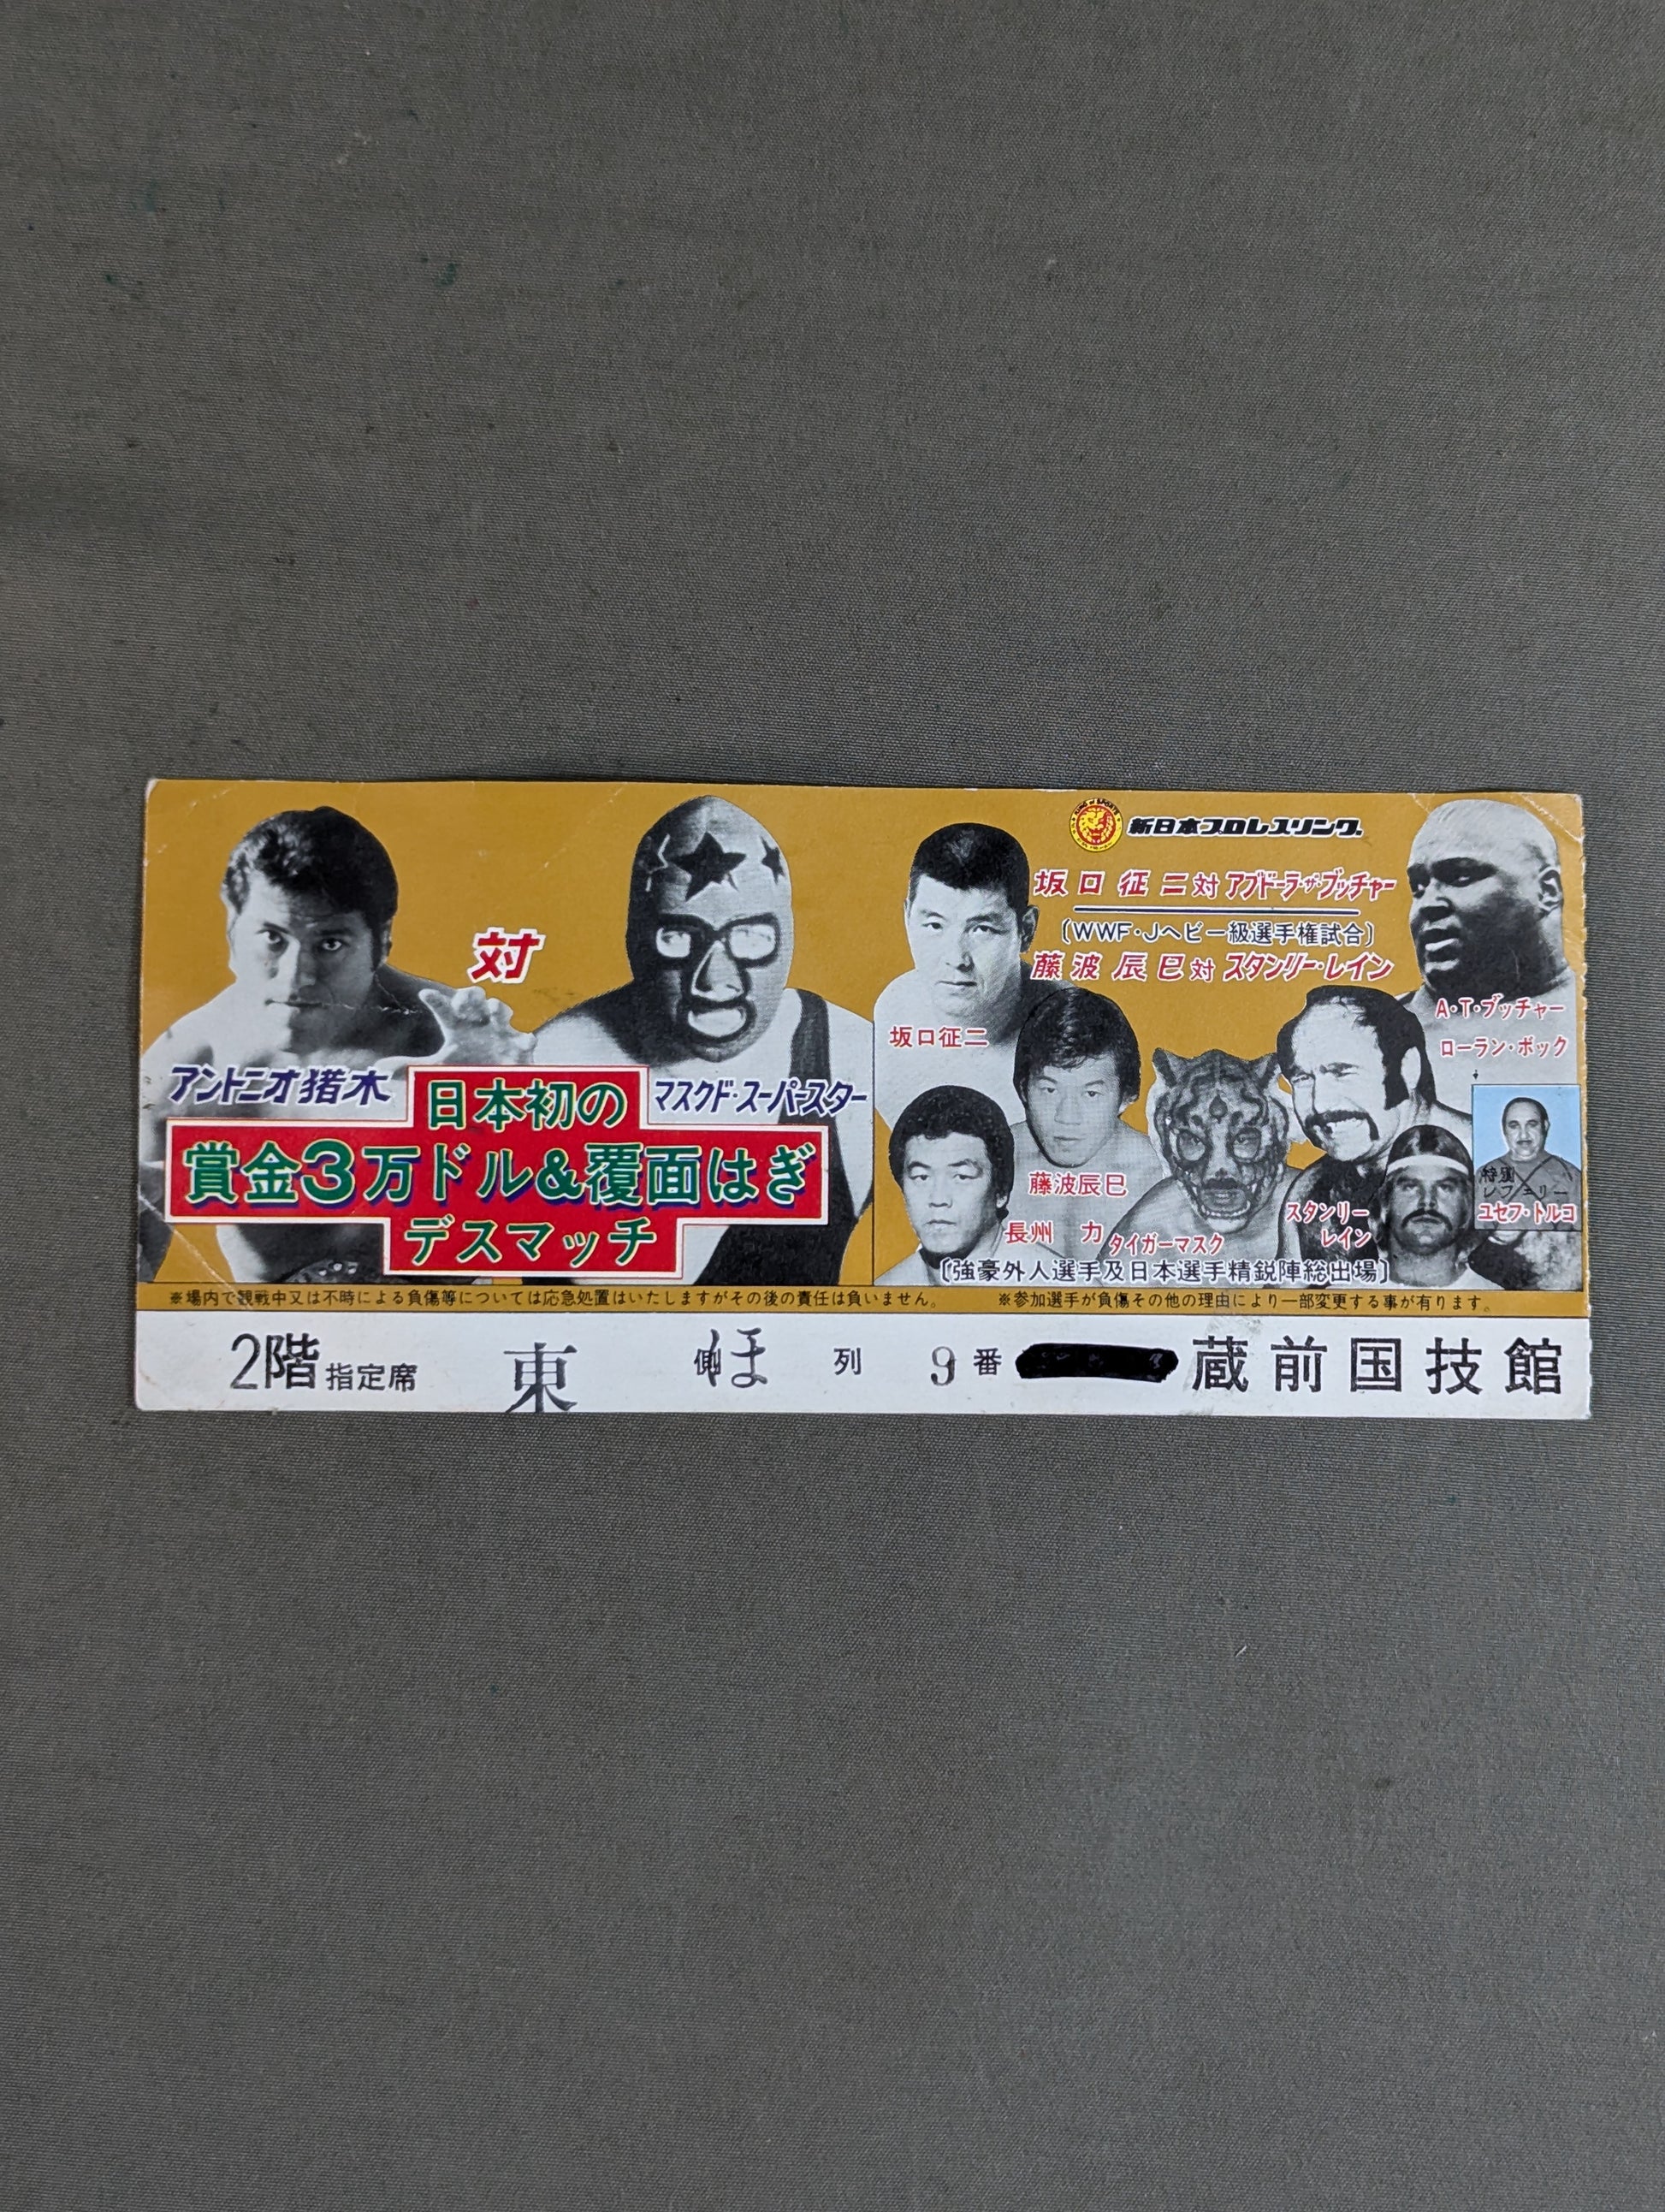 アントニオ猪木
対
マスクド・スーパースター
日本初の
賞金3万ドル&覆面はぎ
デスマッチ
KING of SPORTS
新日本プロレスリング
坂口征二対アブドーラ・ザ・ブッチャー
〔WWF・Jヘビー級選手権試合〕
藤波辰巳対スタンリー・レイン
坂口征二
A・T・ブッチャー
ローラン・ボック
藤波辰巳
長州 力
タイガーマスク
スタンリー
レイン
特別
レフェリー
ユセフ・トルコ
〔強豪外人選手及日本選手精鋭陣総出場〕
※場内で観戦中又は不時による負傷等については応急処置はいたしますがその後の責任は負いません。
※参加選手が負傷その他の理由により一部変更する事が有ります。
2階 指定席 東 側 ほ 列 9 番 蔵前国技館